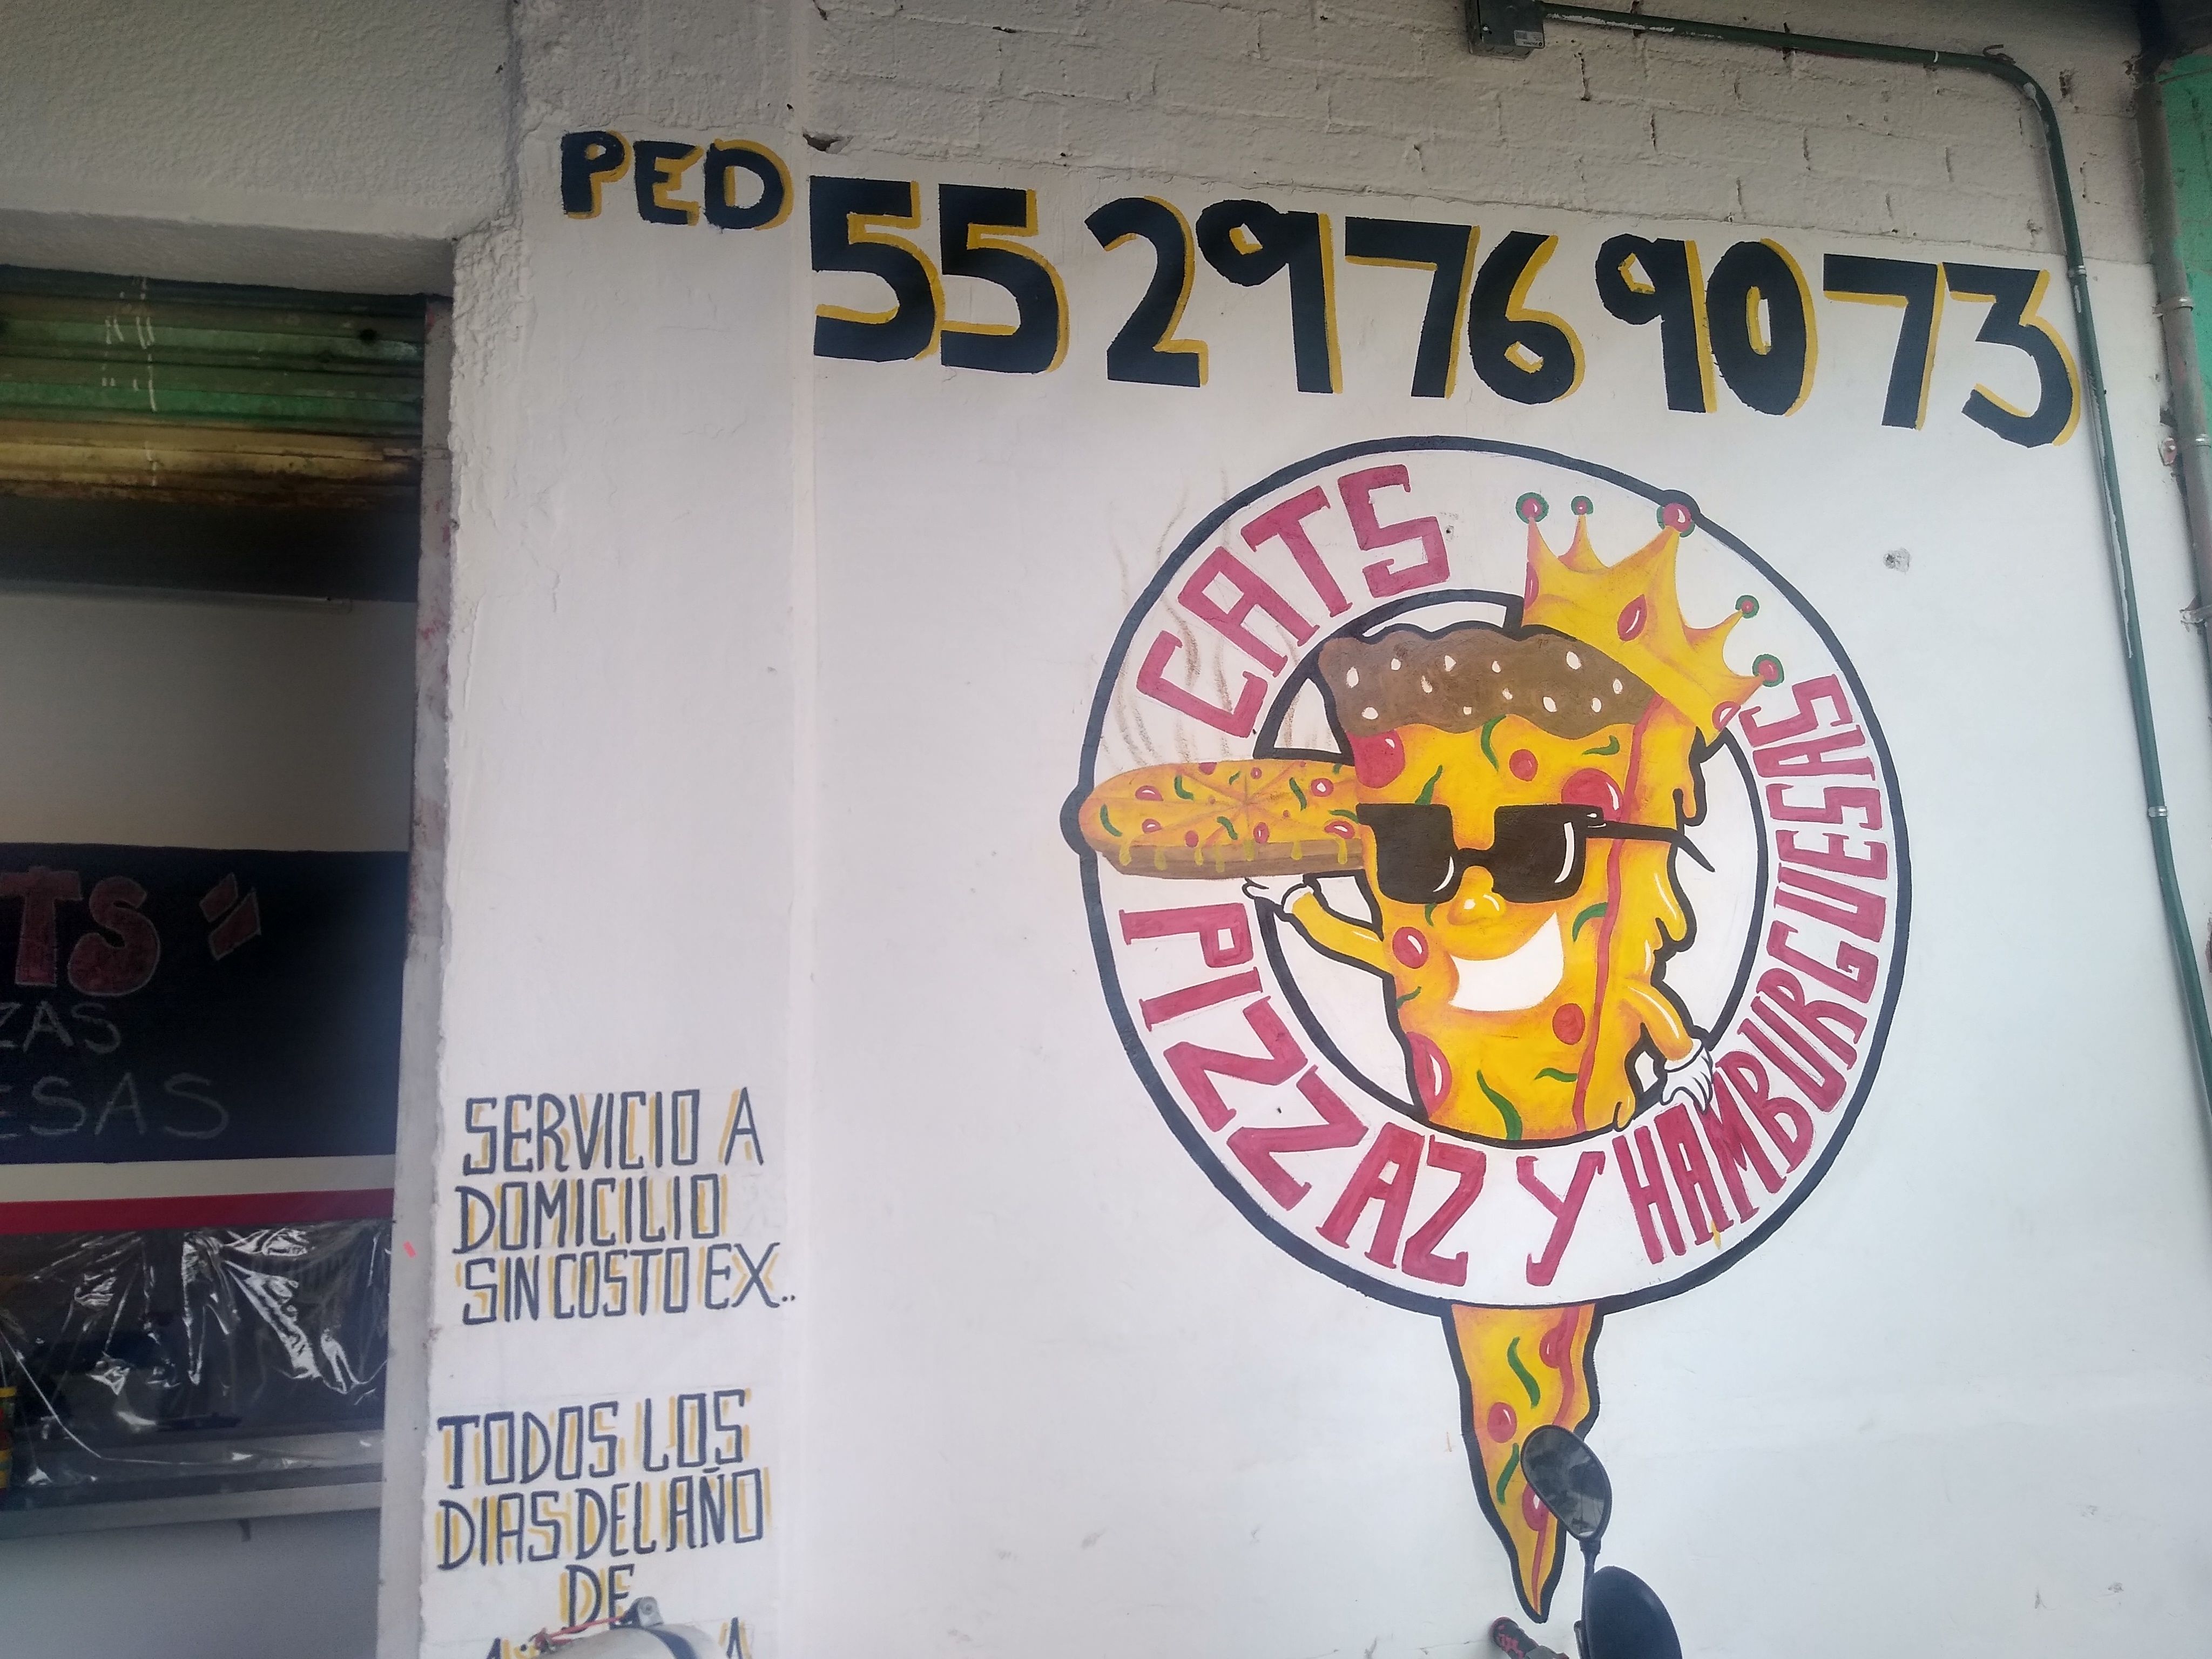 PED 55 29 76 90 73
CATS
PIZZAZ Y HAMBURGUESAS
TS
ZAS
ESAS
SERVICIO A
DOMICILIO
SIN COSTO EX..
TODOS LOS
DIAS DEL AÑO
DE